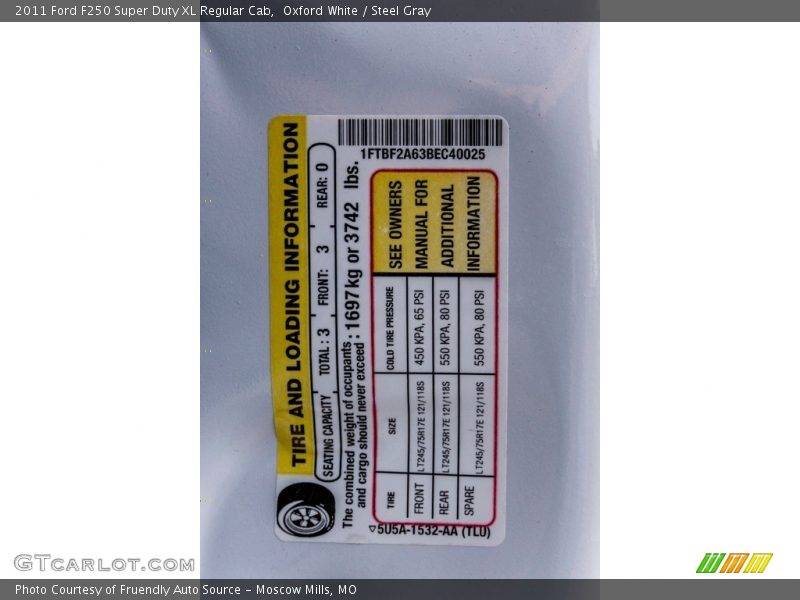 2011 Ford F250 Super Duty XL Regular Cab,  Oxford White / Steel Gray
TIRE AND LOADING INFORMATION
SEATING CAPACITY TOTAL : 3 FRONT: 3 REAR: 0
The combined weight of occupants
and cargo should never exceed : 1697 kg or 3742 lbs.
TIRE SIZE COLD TIRE PRESSURE
FRONT LT245/75R17E 121/118S 450 KPA, 65 PSI
REAR LT245/75R17E 121/118S 550 KPA, 80 PSI
SPARE LT245/75R17E 121/118S 550 KPA, 80 PSI
SEE OWNERS
MANUAL FOR
ADDITIONAL
INFORMATION
5U5A-1532-AA (TLU)
1FTBF2A63BEC40025
GTCARLOT.COM
Photo Courtesy of Fruendly Auto Source – Moscow Mills, MO